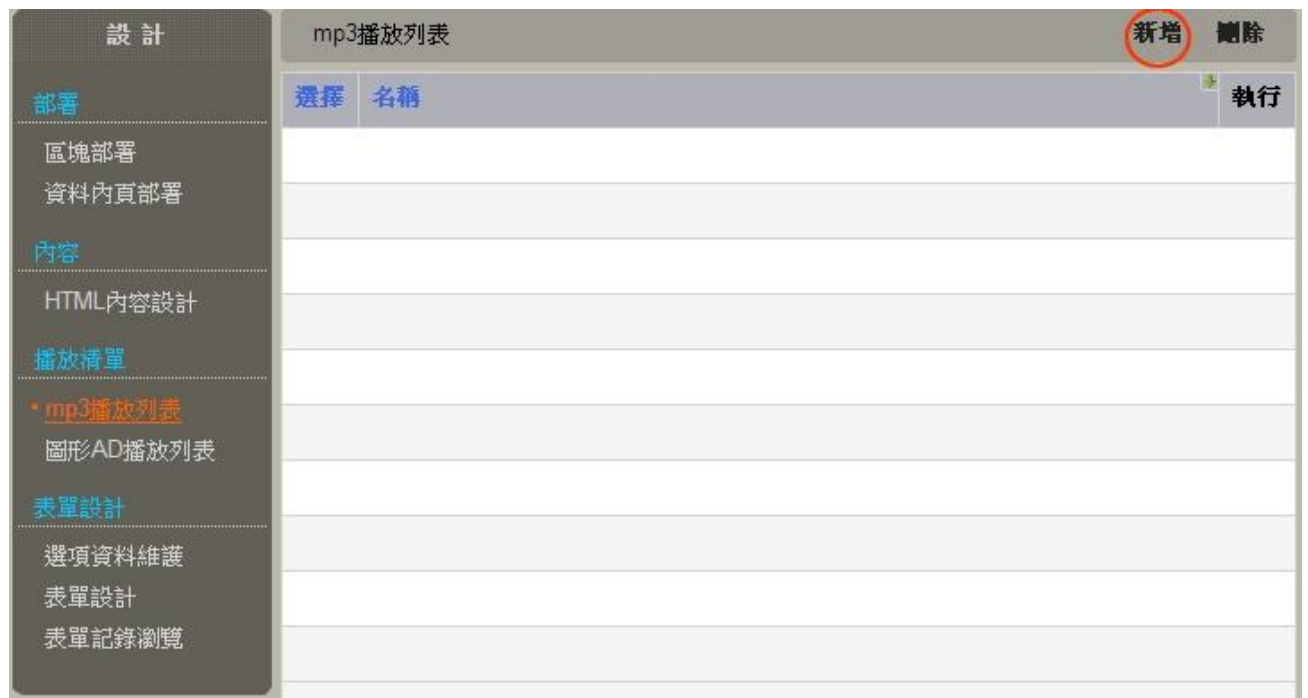 設 計
部署
區塊部署
資料內頁部署
內容
HTML內容設計
播放清單
mp3播放列表
圖形AD播放列表
表單設計
選項資料維護
表單設計
表單記錄瀏覽
mp3播放列表 新增 刪除
選擇 名稱 執行